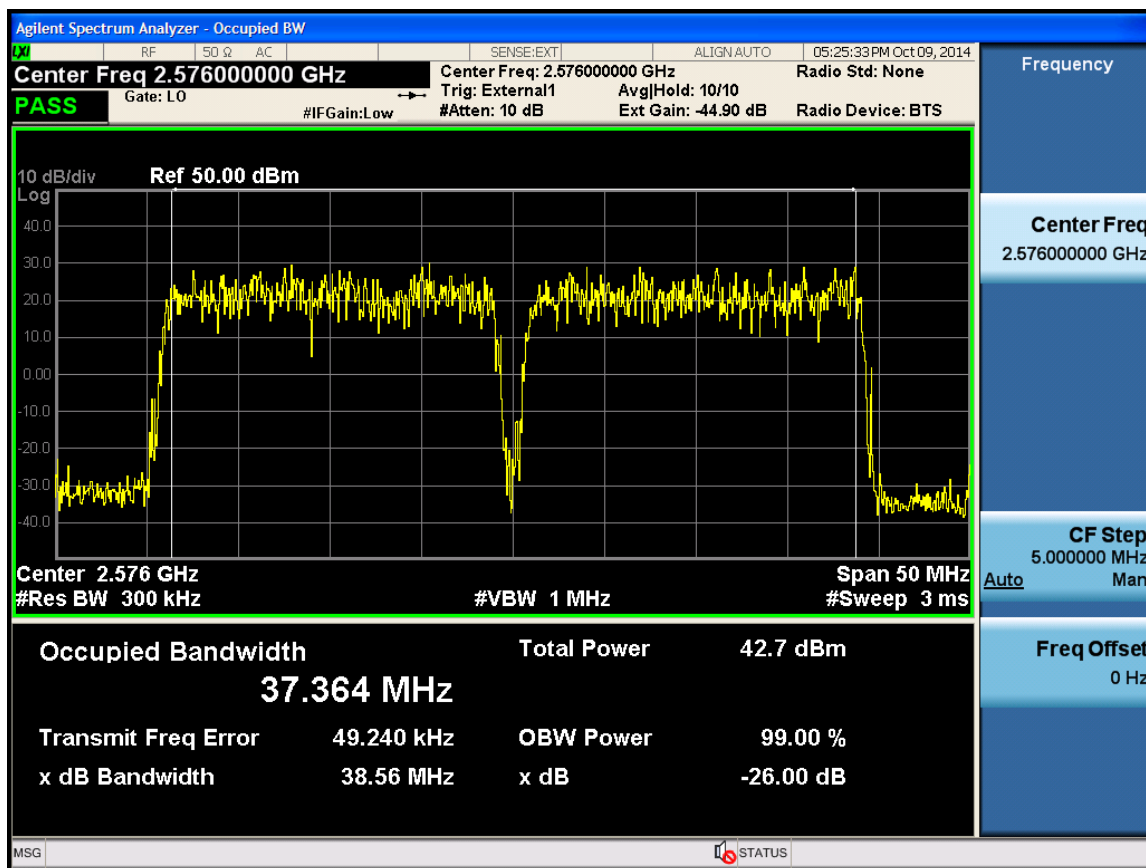 Agilent Spectrum Analyzer - Occupied BW
LXI RF 50 Ω AC SENSE:EXT ALIGN AUTO 05:25:33 PM Oct 09, 2014
Center Freq 2.576000000 GHz
Center Freq: 2.576000000 GHz Radio Std: None
PASS Gate: LO Trig: External1 Avg|Hold: 10/10
#IFGain:Low #Atten: 10 dB Ext Gain: -44.90 dB Radio Device: BTS
10 dB/div Ref 50.00 dBm
Log
40.0
30.0
20.0
10.0
0.00
-10.0
-20.0
-30.0
-40.0
Center 2.576 GHz Span 50 MHz
#Res BW 300 kHz #VBW 1 MHz #Sweep 3 ms
Occupied Bandwidth Total Power 42.7 dBm
37.364 MHz
Transmit Freq Error 49.240 kHz OBW Power 99.00 %
x dB Bandwidth 38.56 MHz x dB -26.00 dB
Frequency
Center Freq
2.576000000 GHz
CF Step
5.000000 MHz
Auto Man
Freq Offset
0 Hz
MSG STATUS